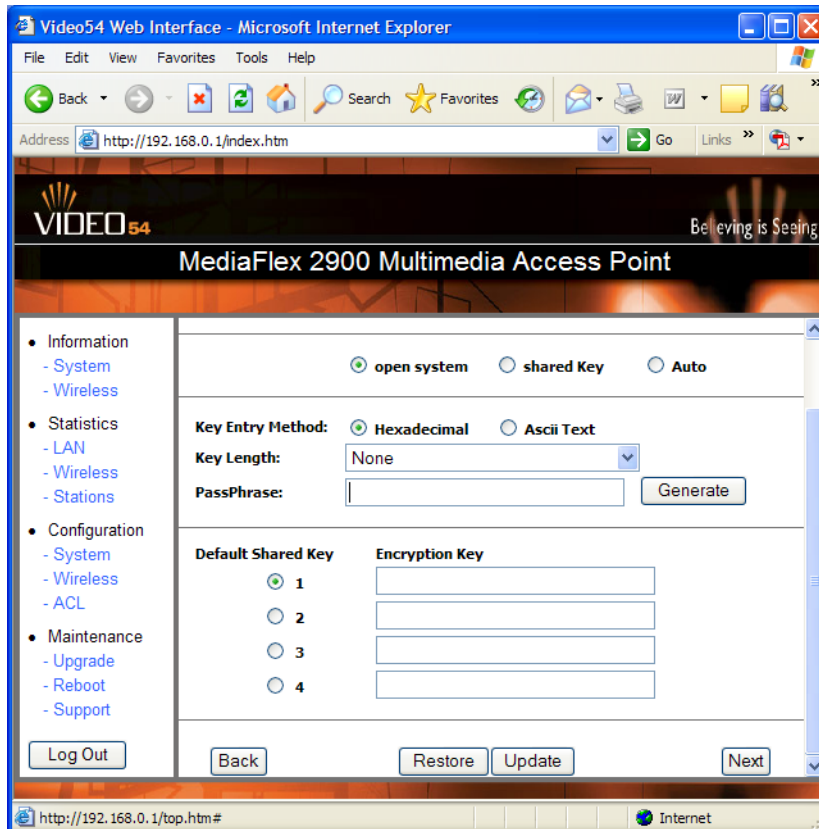 Video54 Web Interface - Microsoft Internet Explorer
File Edit View Favorites Tools Help
Back Search Favorites W »
Address http://192.168.0.1/index.htm Go Links »
VIDEO 54
Believing is Seeing
MediaFlex 2900 Multimedia Access Point
• Information
- System
- Wireless
• Statistics
- LAN
- Wireless
- Stations
• Configuration
- System
- Wireless
- ACL
• Maintenance
- Upgrade
- Reboot
- Support
Log Out
open system shared Key Auto
Key Entry Method: Hexadecimal Ascii Text
Key Length: None
PassPhrase: Generate
Default Shared Key Encryption Key
1
2
3
4
Back Restore Update Next
http://192.168.0.1/top.htm# Internet